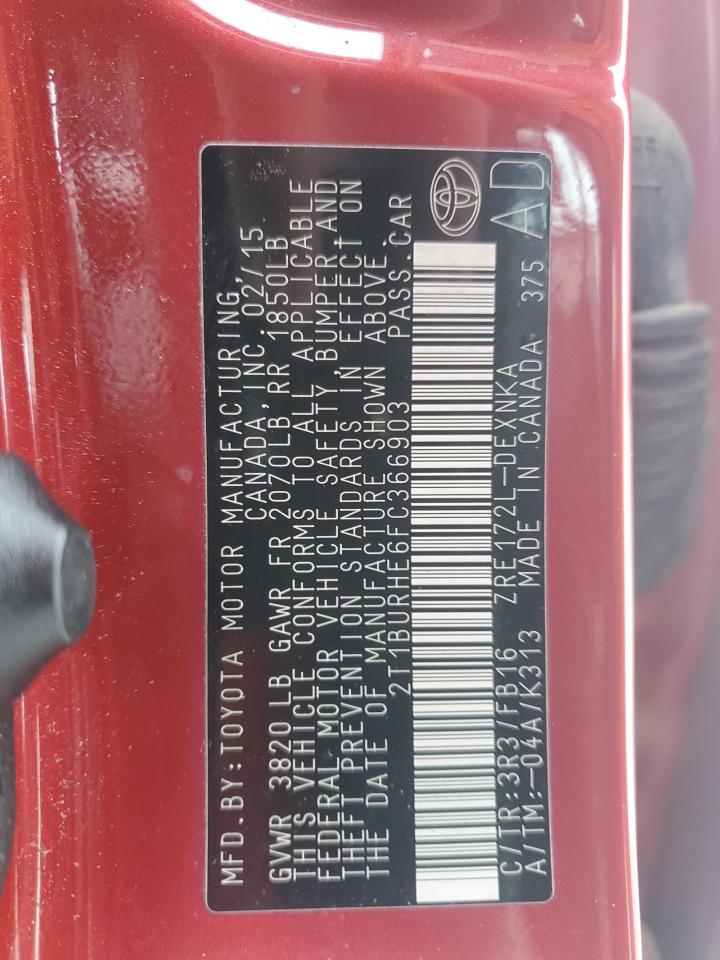 MFD.BY:TOYOTA MOTOR MANUFACTURING
CANADA, INC. 02/15
GVWR 3820 LB GAWR FR 2070LB, RR 1850LB
THIS VEHICLE CONFORMS TO ALL APPLICABLE
FEDERAL MOTOR VEHICLE SAFETY,BUMPER AND
THEFT PREVENTION STANDARDS IN EFFECT ON
THE DATE OF MANUFACTURE SHOWN ABOVE.
2T1BURHE6FC366903 PASS.CAR
C/TR:3R3/FB16 ZRE172L-DEXNKA
A/TM:-04A/K313 MADE IN CANADA 375
AD